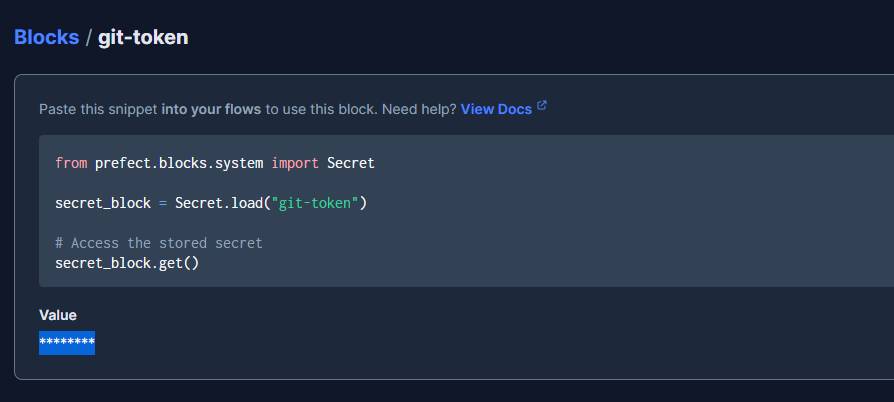 Blocks / git-token
Paste this snippet into your flows to use this block. Need help? View Docs
from prefect.blocks.system import Secret
secret_block = Secret.load("git-token")
# Access the stored secret
secret_block.get()
Value
********